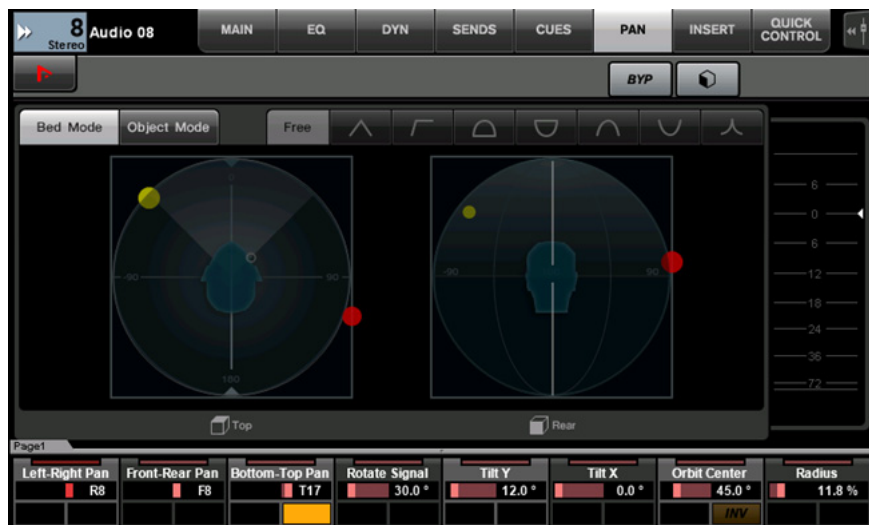 8 Audio 08
Stereo
MAIN EQ DYN SENDS CUES PAN INSERT QUICK CONTROL
BYP
Bed Mode Object Mode Free
0
-90 90
180
-90 90
6
0
6
12
18
24
36
72
Top Rear
Page1
Left-Right Pan Front-Rear Pan Bottom-Top Pan Rotate Signal Tilt Y Tilt X Orbit Center Radius
R8 F8 T17 30.0 ° 12.0 ° 0.0 ° 45.0 ° 11.8 %
INV